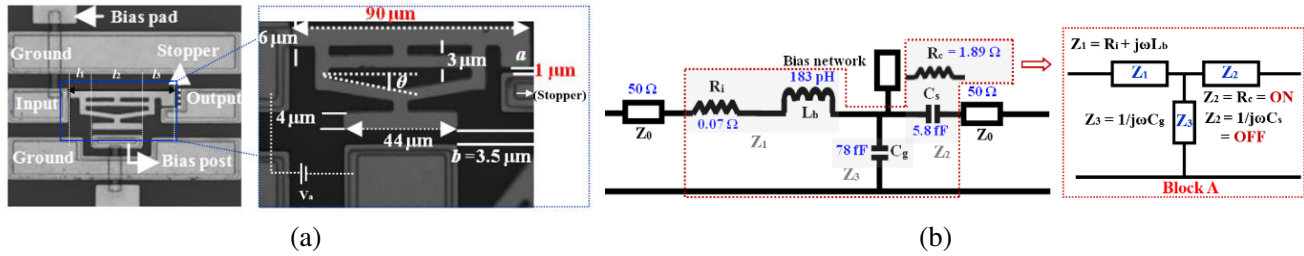 Bias pad
Ground
Stopper
l1 l2 l3
Input
Output
Ground
Bias post
90 μm
6 μm
3 μm
a
1 μm
(Stopper)
θ
4 μm
44 μm
b = 3.5 μm
Va
(a)
Rc = 1.89 Ω
Bias network
183 pH
50 Ω
Ri
Lb
Cs
50 Ω
Z0
0.07 Ω
Z1
5.8 fF
Z0
78 fF
Cg
Z2
Z3
(b)
Z1 = Ri + jωLb
Z1
Z2
Z2 = Rc = ON
Z3 = 1/jωCg
Z3
Z2 = 1/jωCs
= OFF
Block A